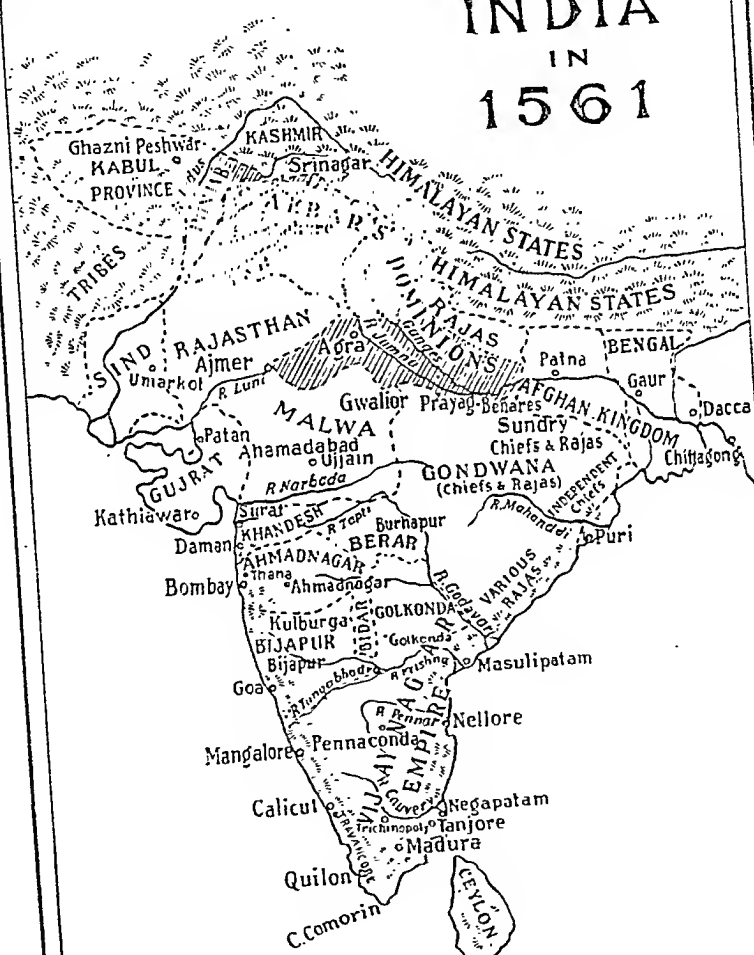 INDIA
IN
1561
KASHMIR
Ghazni Peshwar
KABUL
PROVINCE
Srinagar
HIMALAYAN STATES
AKBAR'S
DOMINIONS
HIMALAYAN STATES
TRIBES
RAJAS
SIND
RAJASTHAN
Ajmer
Umarkot
R. Luni
Agra
R. Jumna
Ganges
Patna
BENGAL
Gaur
Dacca
Gwalior
Prayag
Benares
AFGHAN KINGDOM
MALWA
Sundry
Chiefs & Rajas
Chittagong
Patan
Ahamadabad
Ujjain
GUJRAT
GONDWANA
(Chiefs & Rajas)
INDEPENDENT
Chiefs
R. Narbada
Kathiawar
Surat
KHANDESH
R Tapti
Burhapur
R. Mahanddi
Puri
Daman
BERAR
AHMADNAGAR
Thana
Ahmadnagar
Bombay
R. Godavari
VARIOUS
RAJAS
Kulburga
BIDAR
GOLKONDA
Golkonda
BIJAPUR
Bijapur
R Krishna
Masulipatam
Goa
R Tungabhadra
VIJAYNAGAR
EMPIRE
R Pennar
Nellore
Pennaconda
Mangalore
R Cauvery
Calicut
Negapatam
Trichinopoly
Tanjore
Madura
TRAVANCORE
Quilon
C. Comorin
CEYLON